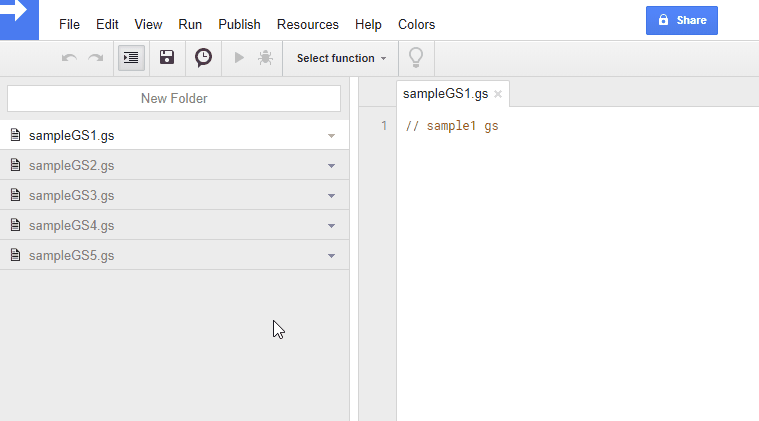 File Edit View Run Publish Resources Help Colors
Share
Select function
New Folder
sampleGS1.gs
sampleGS2.gs
sampleGS3.gs
sampleGS4.gs
sampleGS5.gs
sampleGS1.gs
1 // sample1 gs